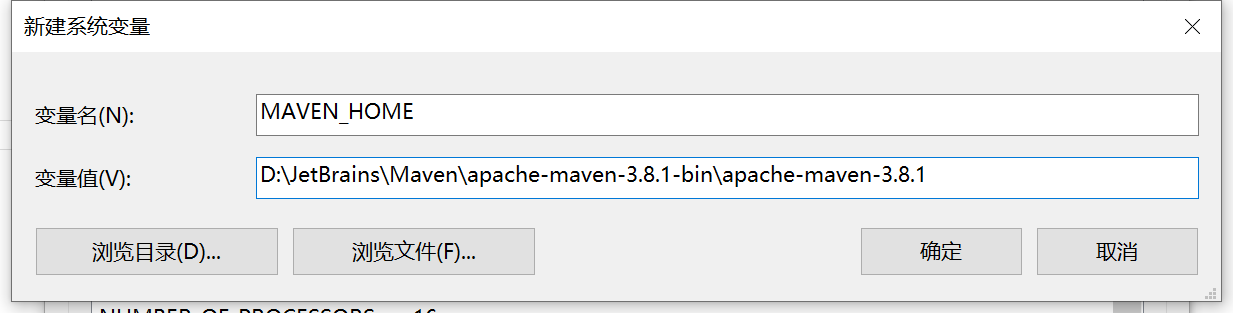 新建系统变量
变量名(N):
MAVEN_HOME
变量值(V):
D:\JetBrains\Maven\apache-maven-3.8.1-bin\apache-maven-3.8.1
浏览目录(D)...
浏览文件(F)...
确定
取消
NUMBER_OF_PROCESSORS 16